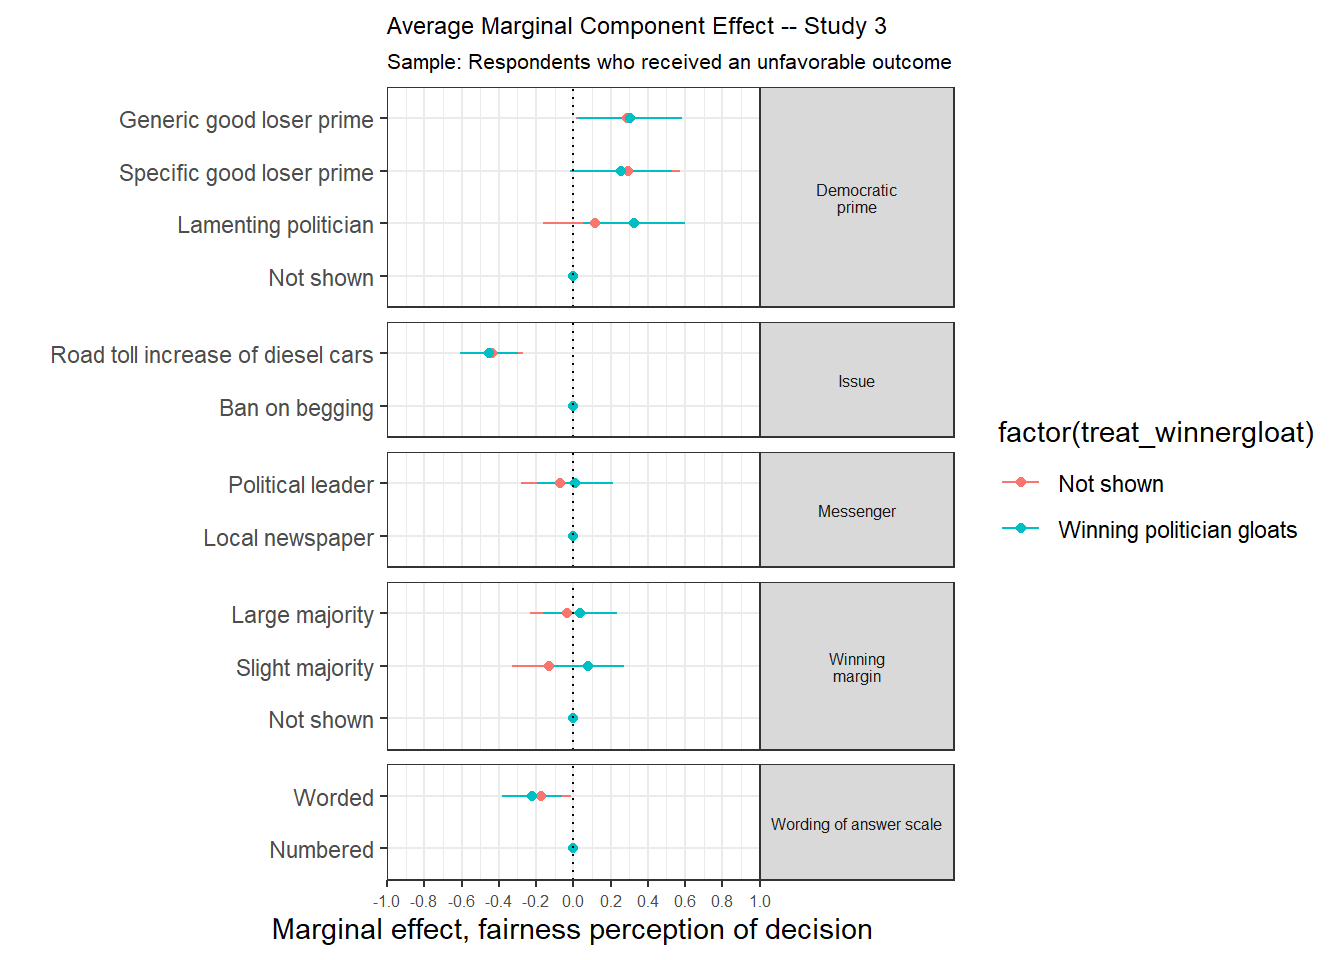 Average Marginal Component Effect -- Study 3
Sample: Respondents who received an unfavorable outcome
Generic good loser prime
Specific good loser prime
Lamenting politician
Not shown
Democratic
prime
Road toll increase of diesel cars
Ban on begging
Issue
Political leader
Local newspaper
Messenger
Large majority
Slight majority
Not shown
Winning
margin
Worded
Numbered
Wording of answer scale
-1.0 -0.8 -0.6 -0.4 -0.2 0.0 0.2 0.4 0.6 0.8 1.0
Marginal effect, fairness perception of decision
factor(treat_winnergloat)
Not shown
Winning politician gloats